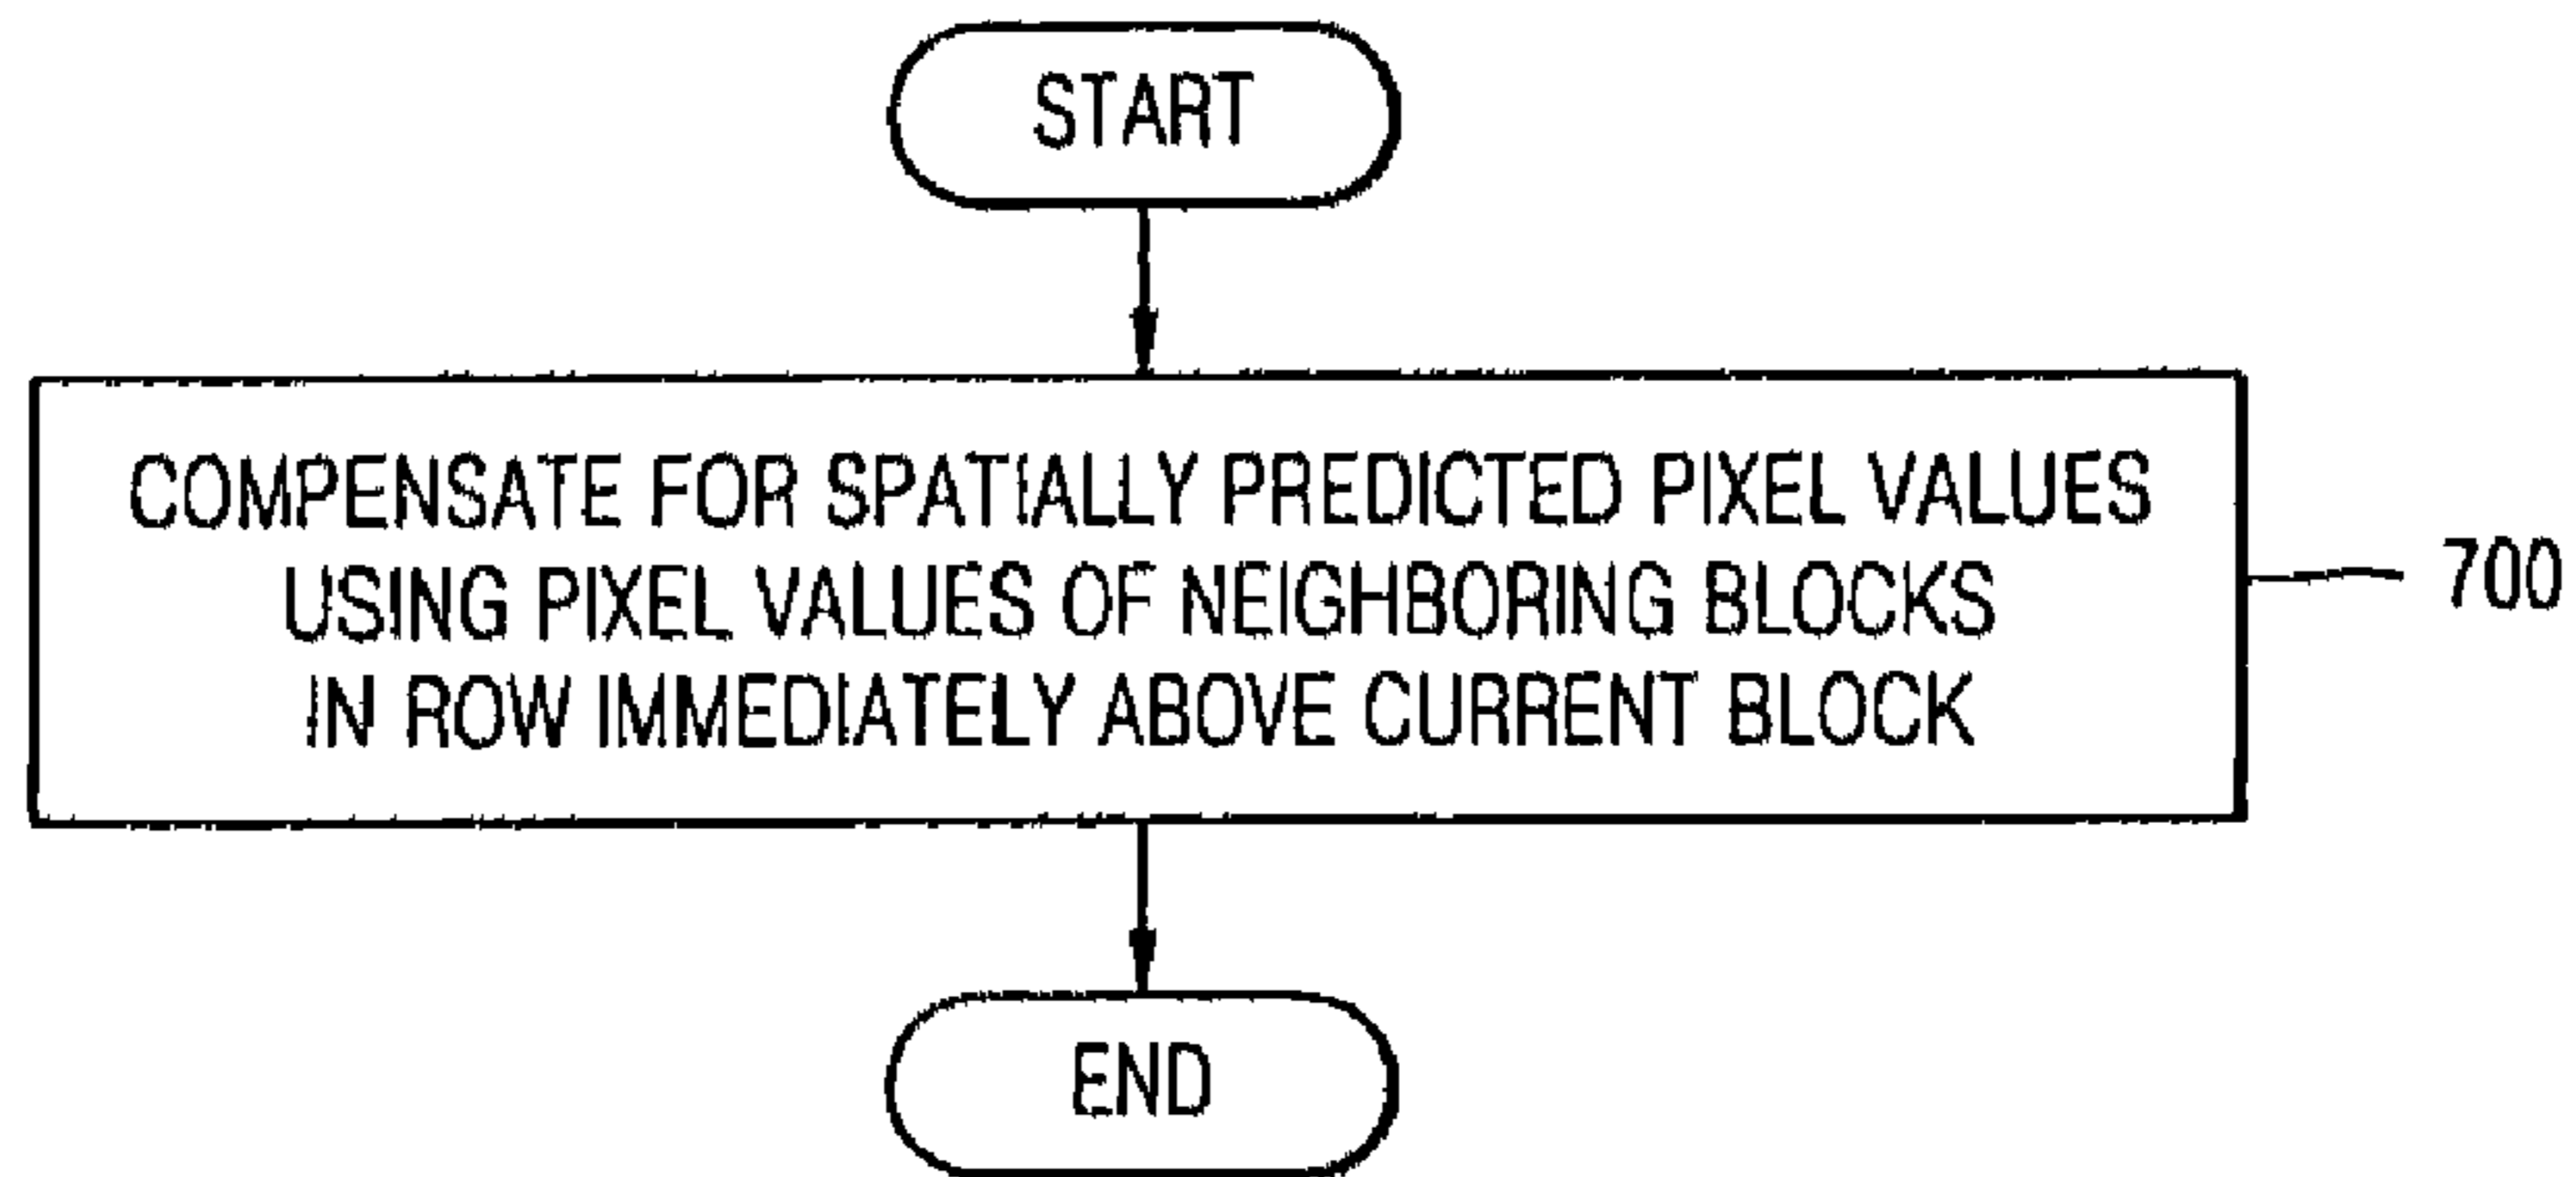 START
COMPENSATE FOR SPATIALLY PREDICTED PIXEL VALUES
USING PIXEL VALUES OF NEIGHBORING BLOCKS
IN ROW IMMEDIATELY ABOVE CURRENT BLOCK
700
END